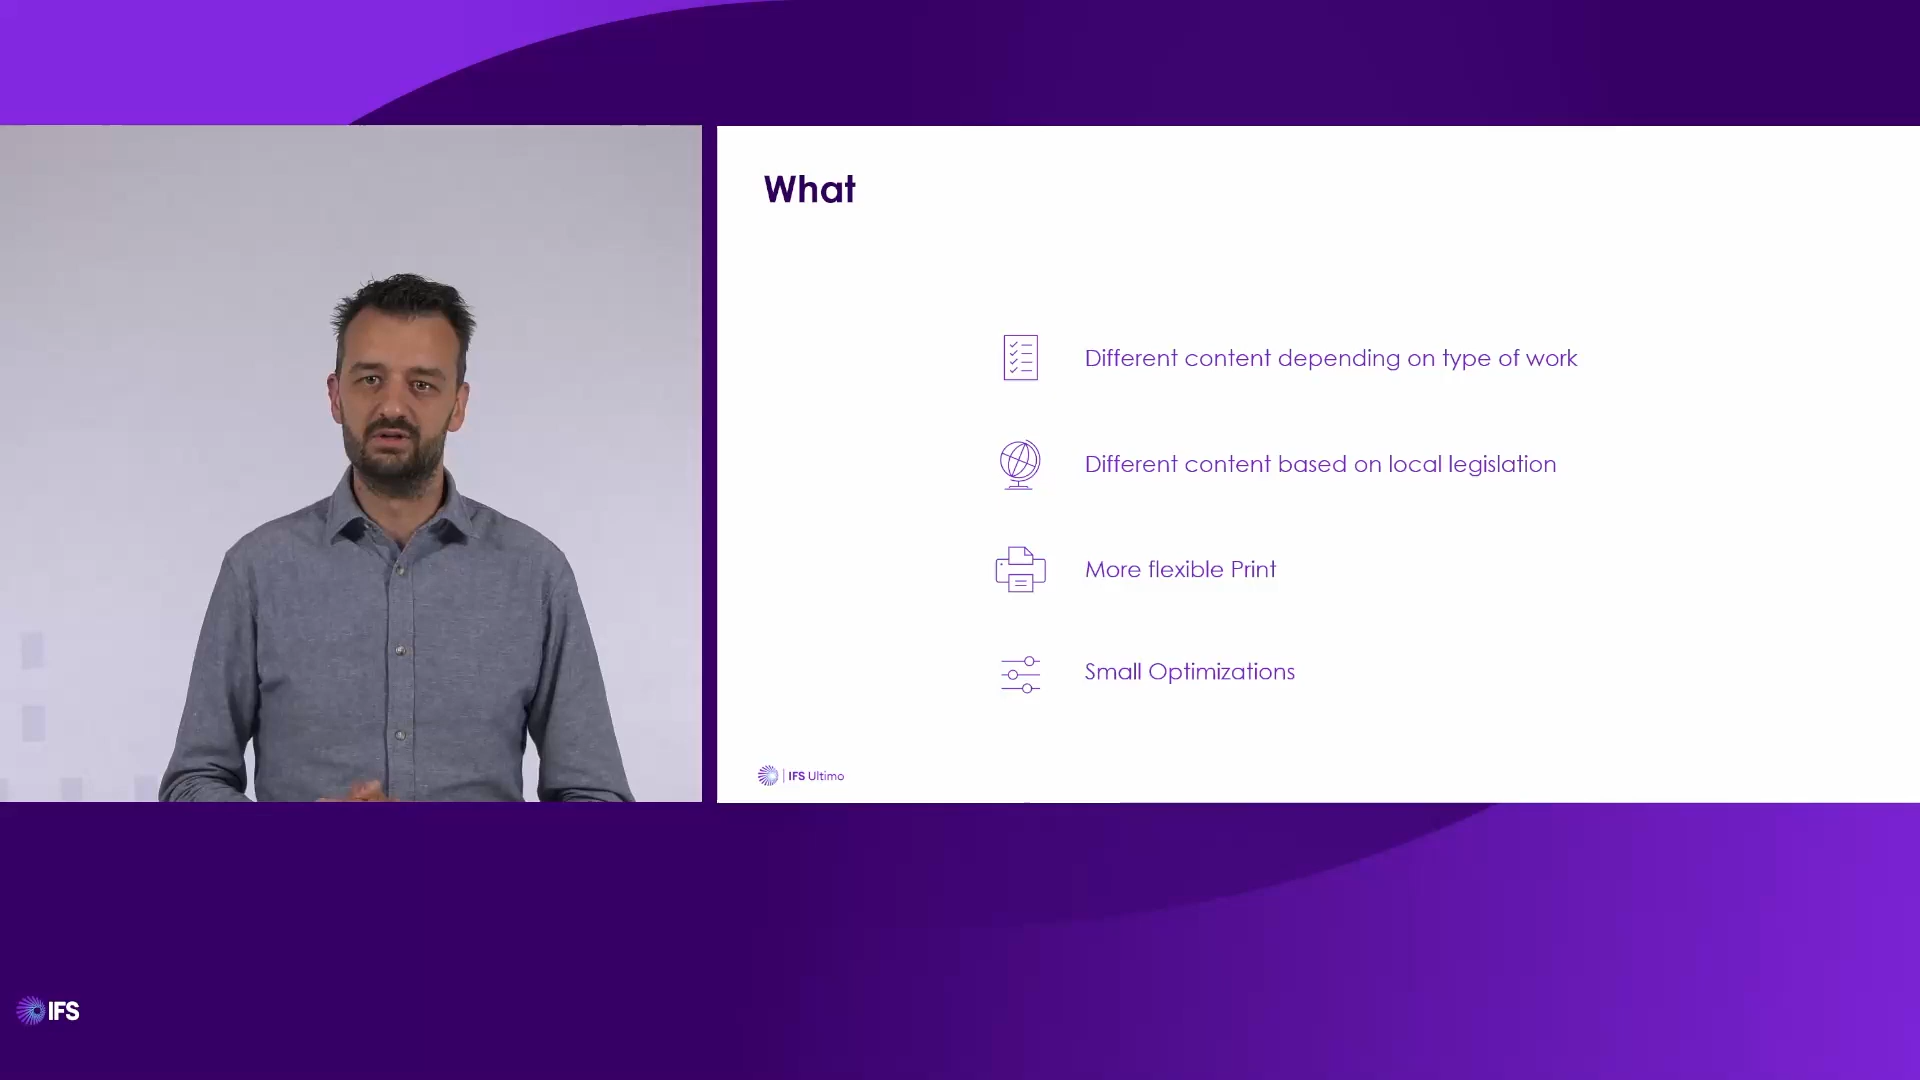 What
Different content depending on type of work
Different content based on local legislation
More flexible Print
Small Optimizations
IFS Ultimo
IFS